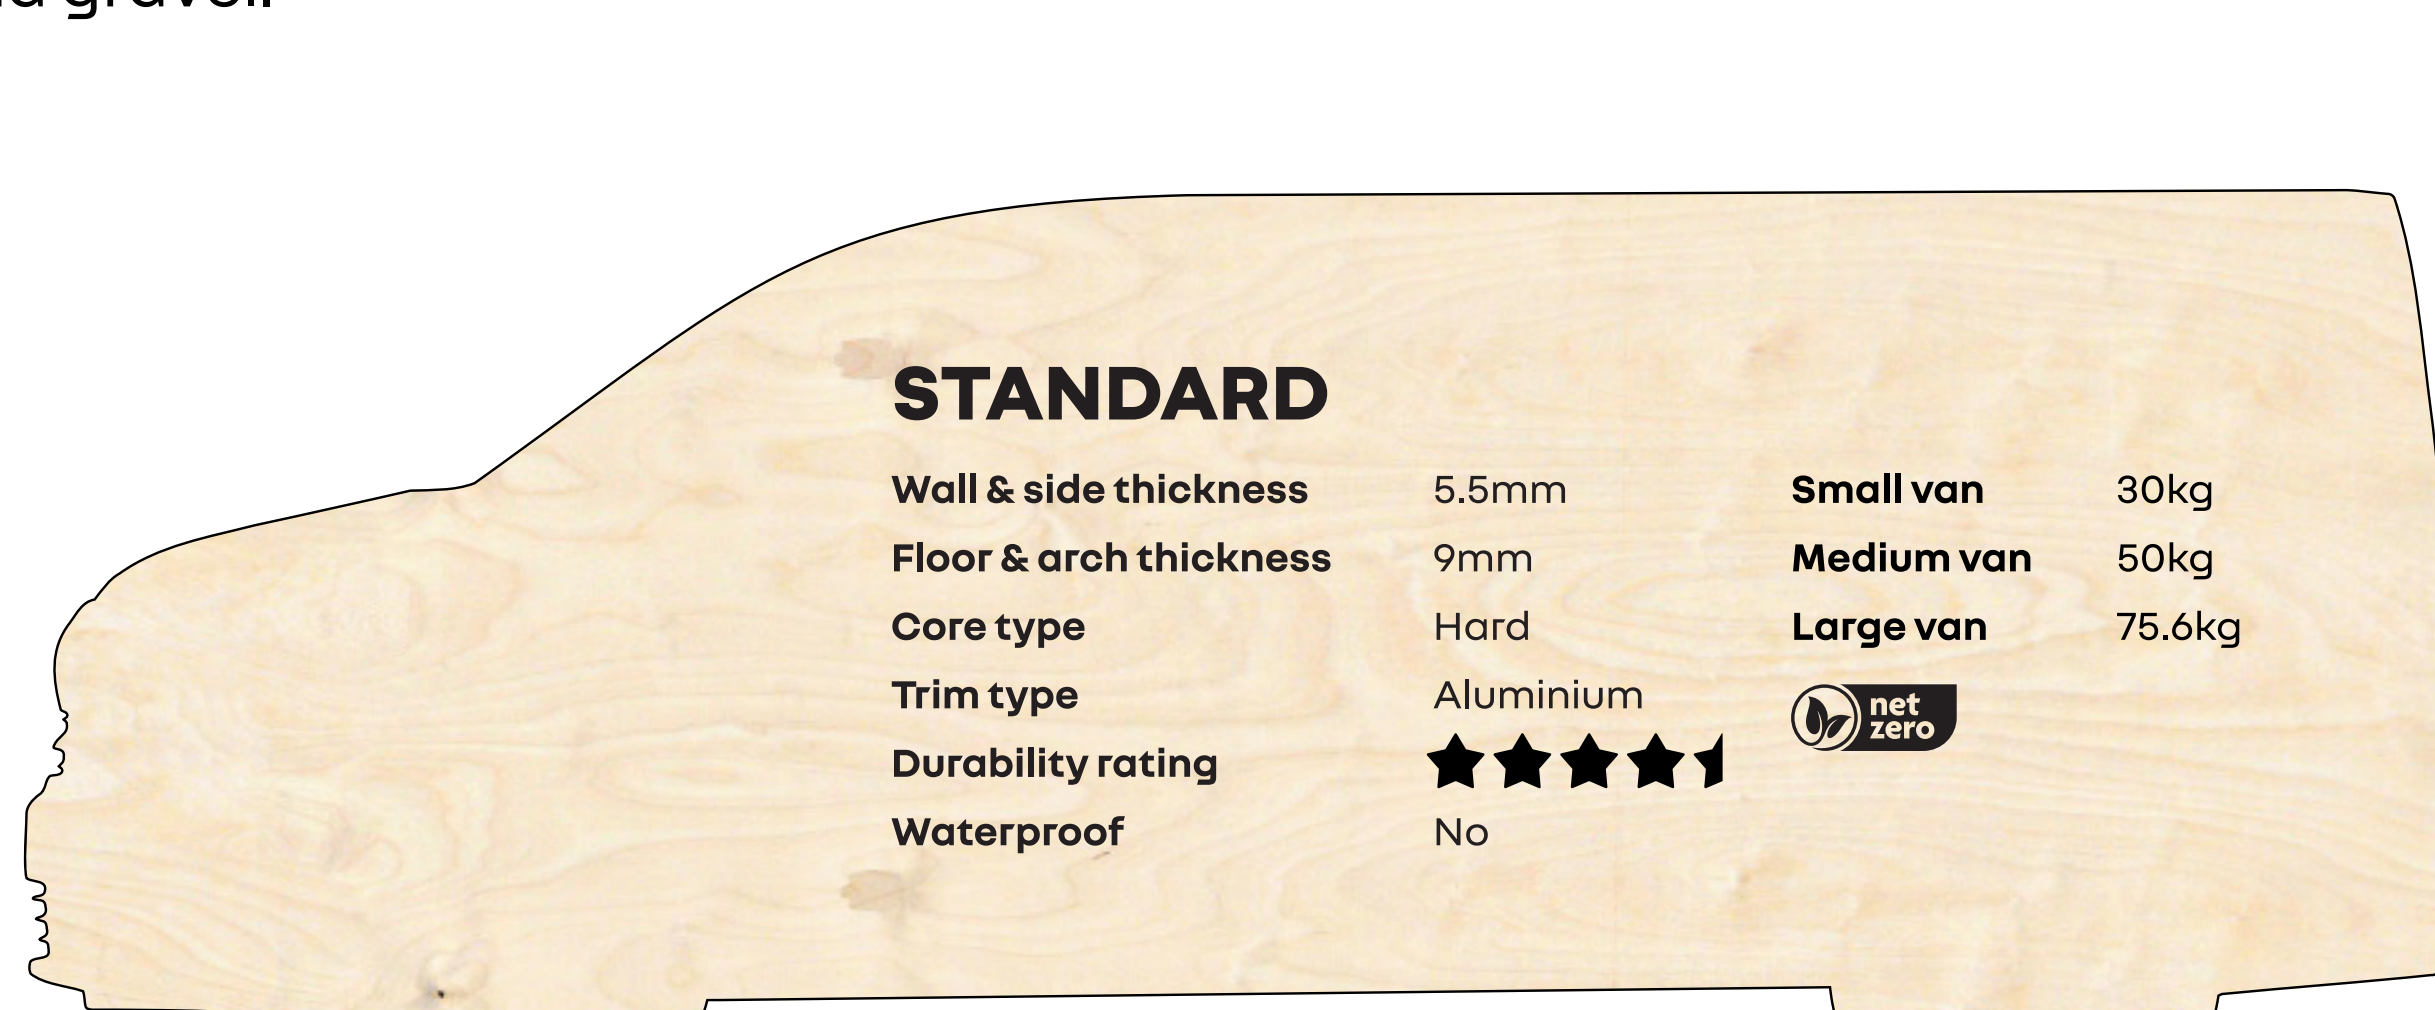 STANDARD
Wall & side thickness 5.5mm
Floor & arch thickness 9mm
Core type Hard
Trim type Aluminium
Durability rating
Waterproof No
Small van 30kg
Medium van 50kg
Large van 75.6kg
net
zero